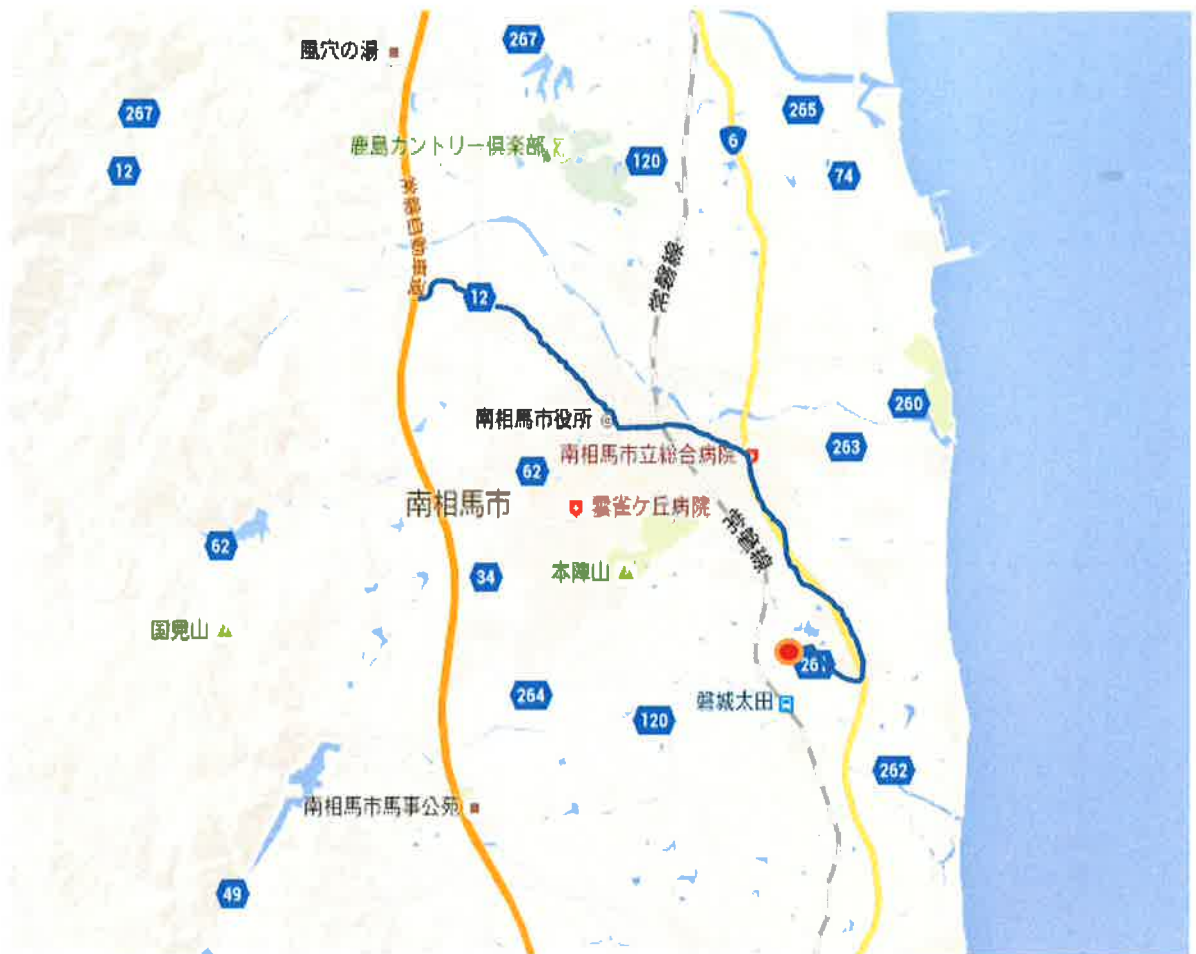 風穴の湯
267
267
265
6
鹿島カントリー倶楽部
120
12
74
常磐自動車道
常磐線
12
260
南相馬市役所
263
南相馬市立総合病院
62
南相馬市
雲雀ケ丘病院
常磐線
62
本陣山
34
国見山
264
磐城太田
120
262
南相馬市馬事公苑
49